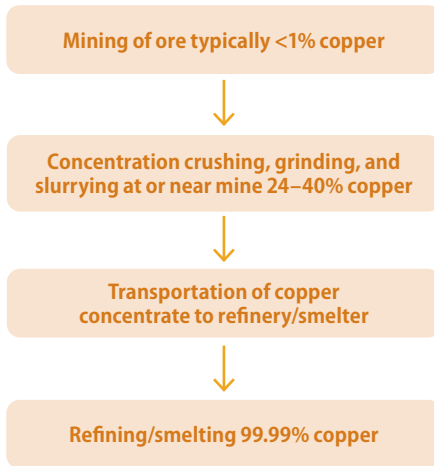 Mining of ore typically <1% copper
Concentration crushing, grinding, and
slurrying at or near mine 24–40% copper
Transportation of copper
concentrate to refinery/smelter
Refining/smelting 99.99% copper